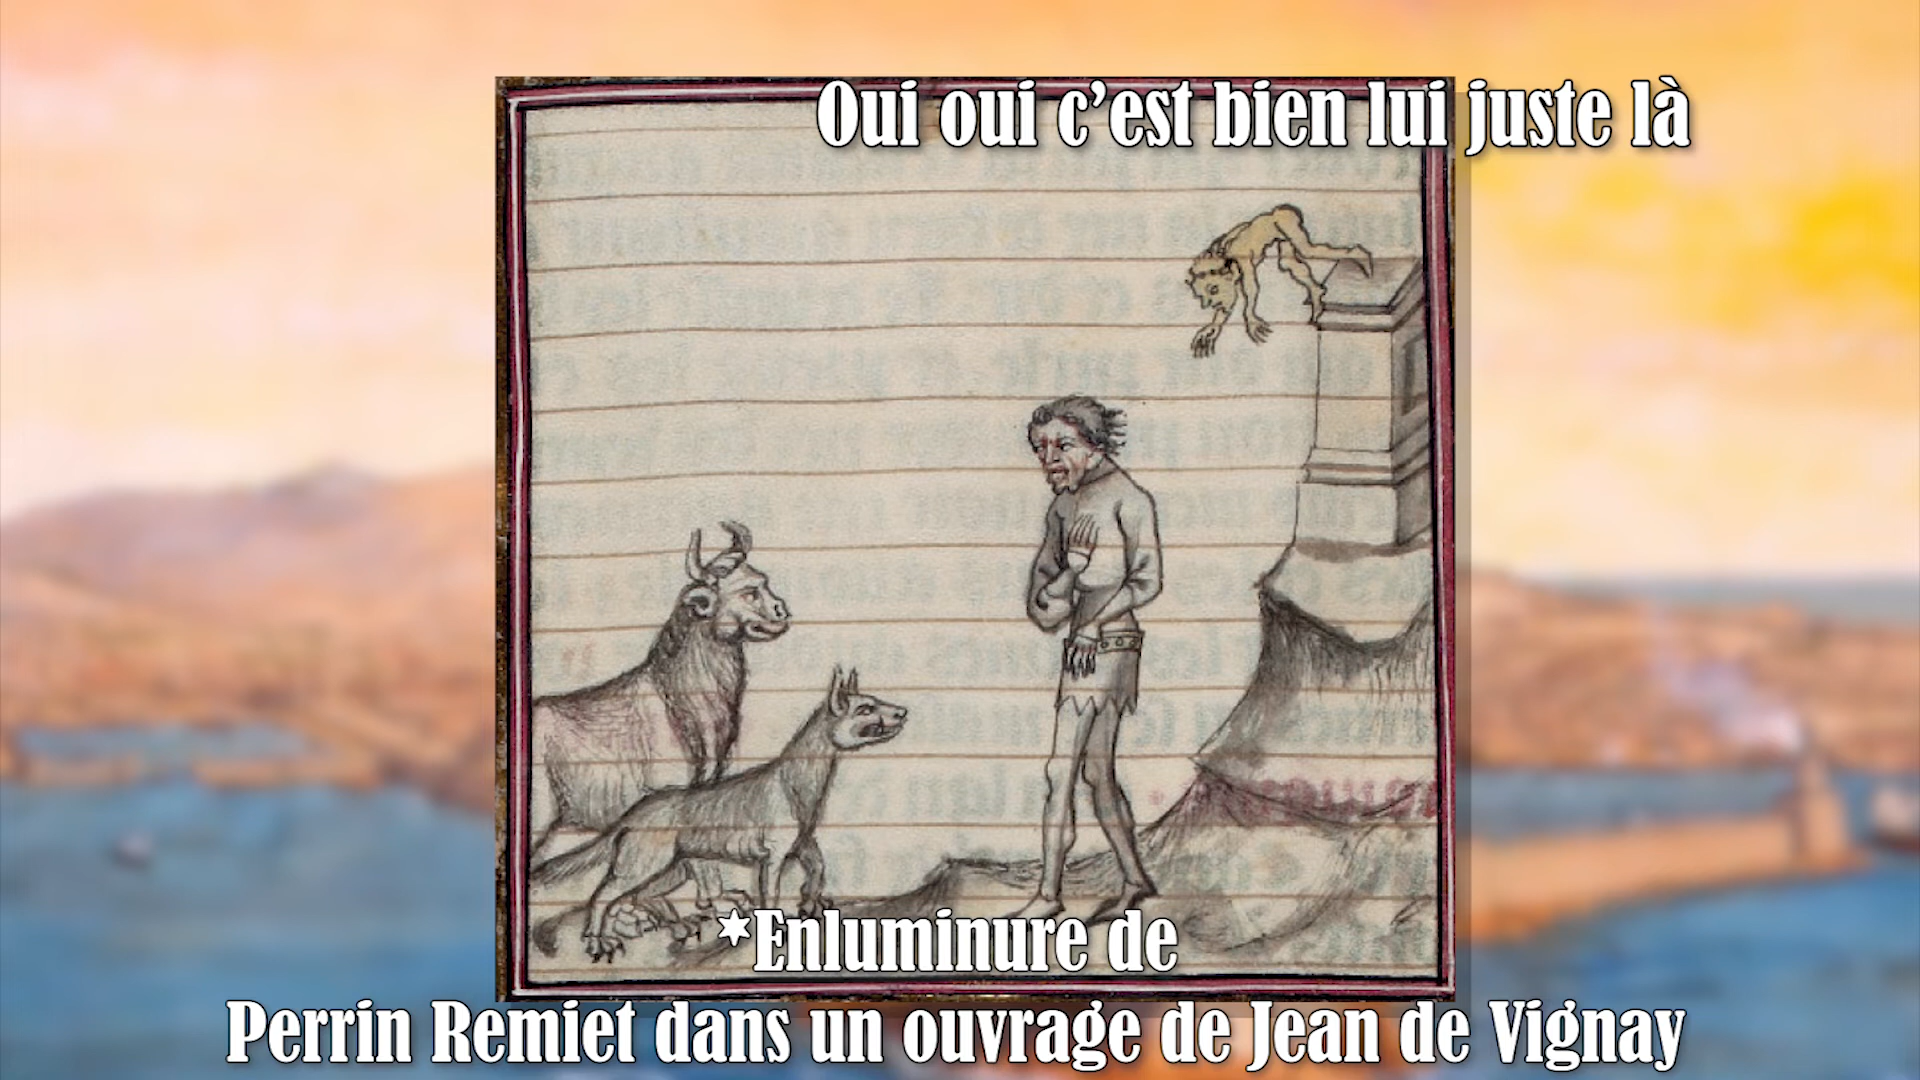 Oui oui c’est bien lui juste là
*Enluminure de
Perrin Remiet dans un ouvrage de Jean de Vignay